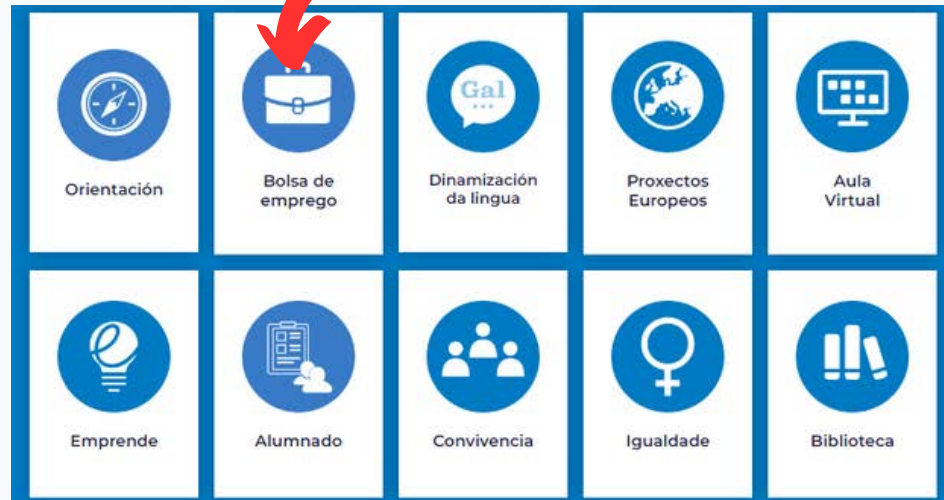 Gal
Orientación
Bolsa de
emprego
Dinamización
da lingua
Proxectos
Europeos
Aula
Virtual
Emprende
Alumnado
Convivencia
Igualdade
Biblioteca